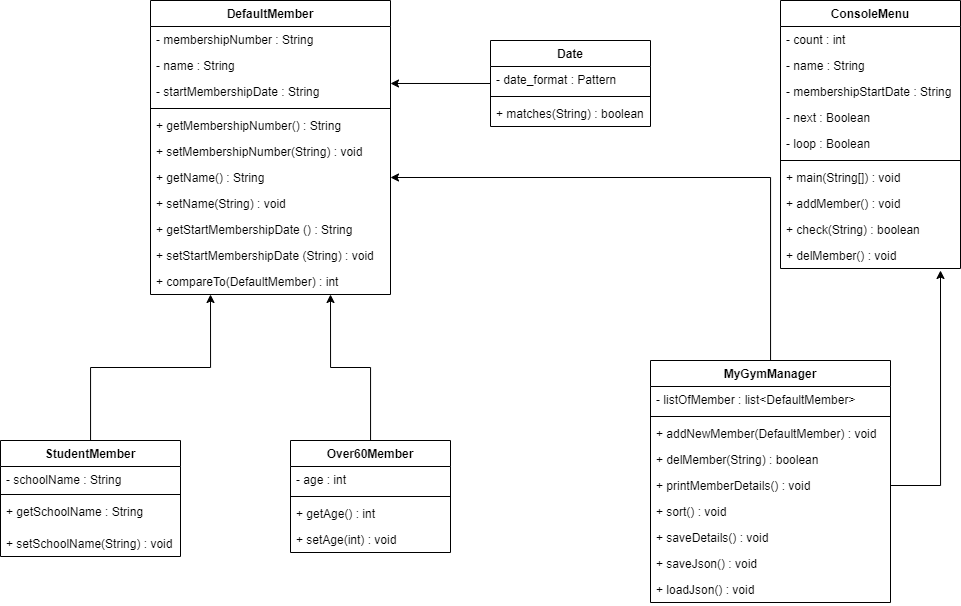 DefaultMember
- membershipNumber : String
- name : String
- startMembershipDate : String
+ getMembershipNumber() : String
+ setMembershipNumber(String) : void
+ getName() : String
+ setName(String) : void
+ getStartMembershipDate () : String
+ setStartMembershipDate (String) : void
+ compareTo(DefaultMember) : int
Date
- date_format : Pattern
+ matches(String) : boolean
ConsoleMenu
- count : int
- name : String
- membershipStartDate : String
- next : Boolean
- loop : Boolean
+ main(String[]) : void
+ addMember() : void
+ check(String) : boolean
+ delMember() : void
StudentMember
- schoolName : String
+ getSchoolName : String
+ setSchoolName(String) : void
Over60Member
- age : int
+ getAge() : int
+ setAge(int) : void
MyGymManager
- listOfMember : list<DefaultMember>
+ addNewMember(DefaultMember) : void
+ delMember(String) : boolean
+ printMemberDetails() : void
+ sort() : void
+ saveDetails() : void
+ saveJson() : void
+ loadJson() : void